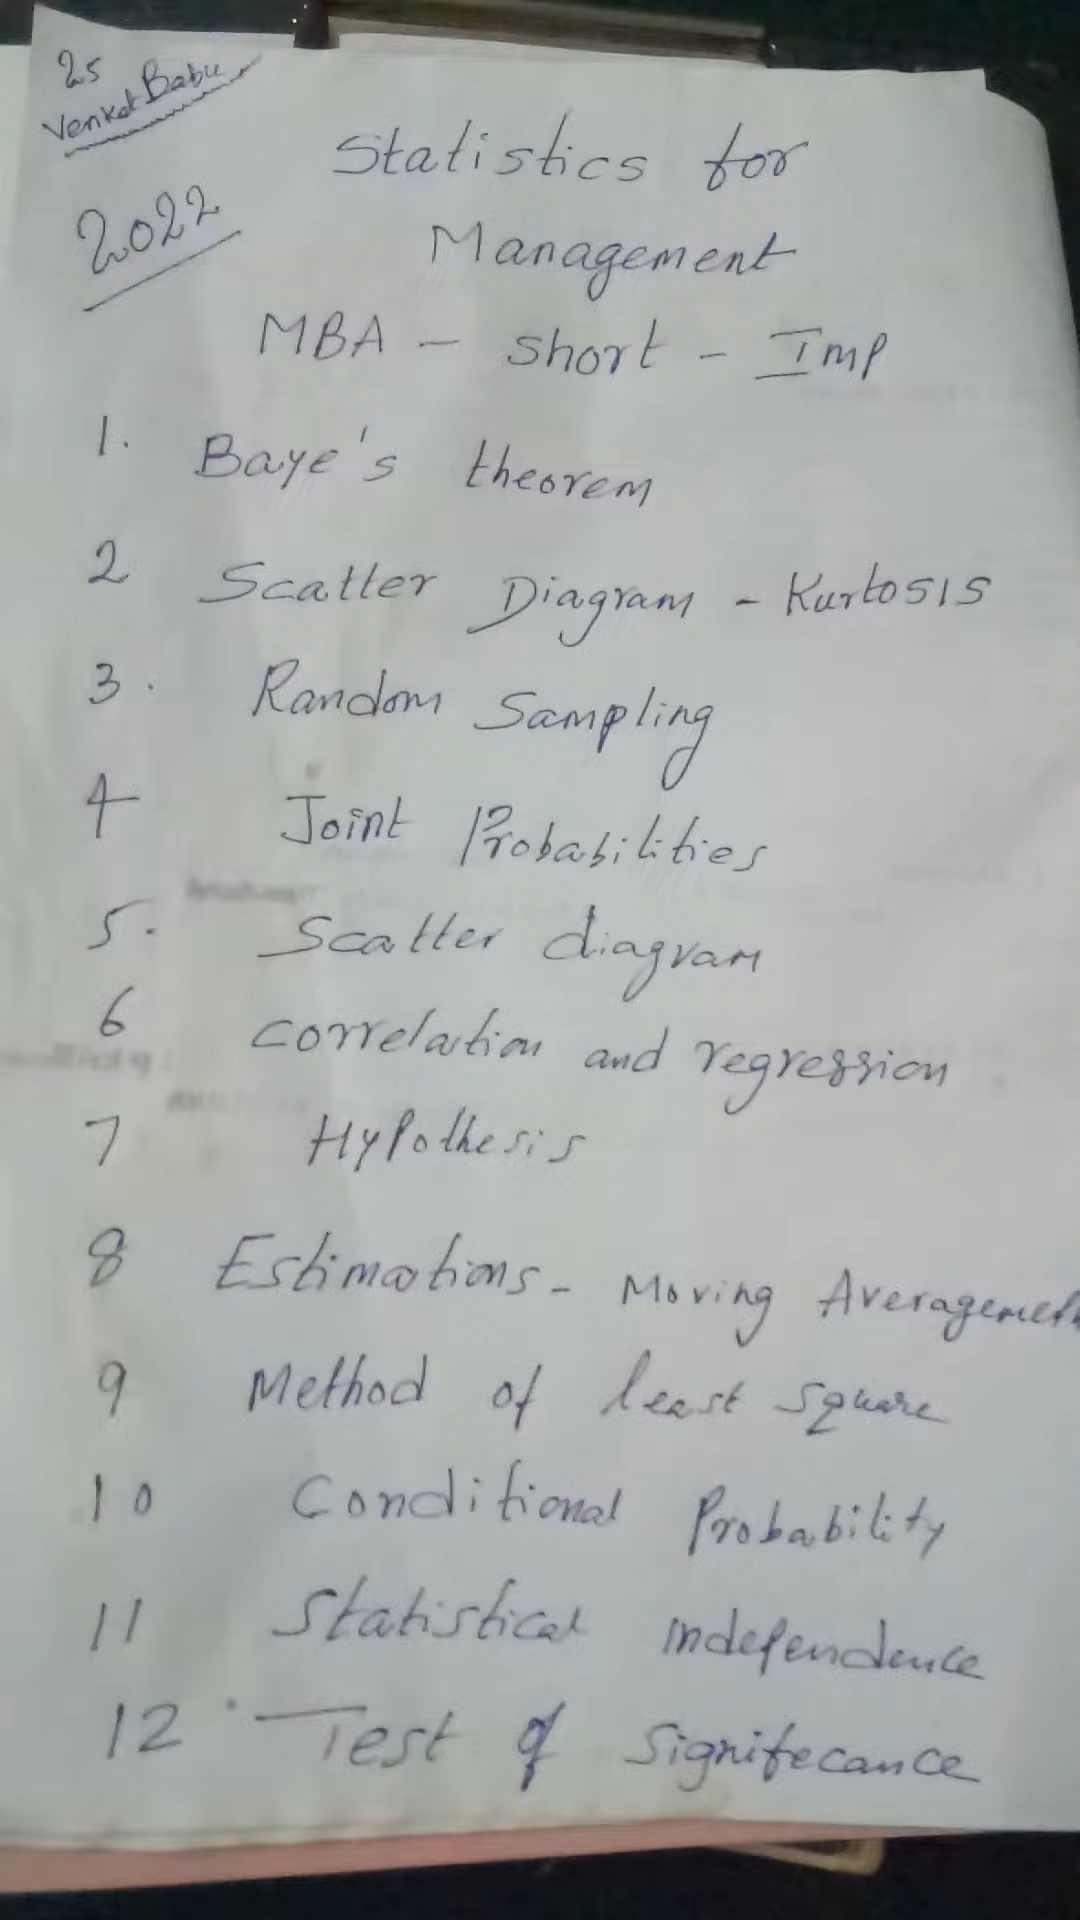 25
Venkat Babu
2022
Statistics for
Management
MBA - Short - Imp
1. Baye's theorem
2 Scatter Diagram - Kurtosis
3. Random Sampling
4 Joint Probabilities
5. Scatter diagram
6 Correlation and regression
7 Hypothesis
8 Estimations - Moving Averagement
9 Method of least square
10 Conditional Probability
11 Statistical independence
12. Test of Signifecance